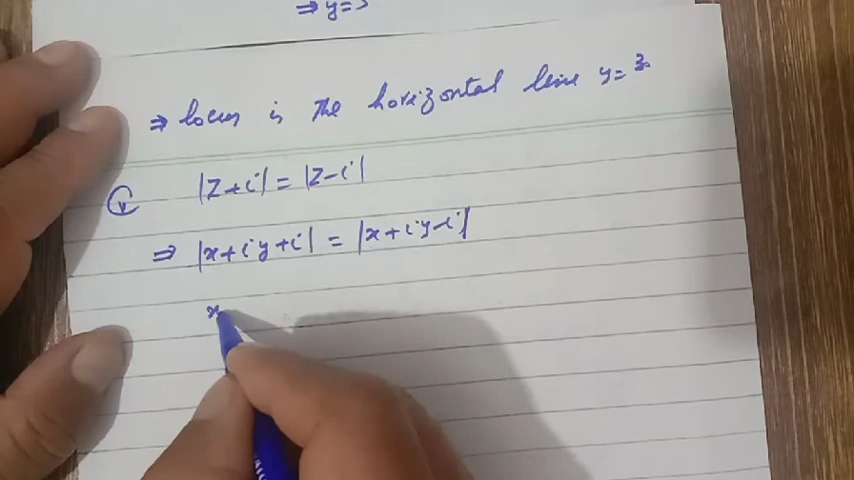 ⇒ y=3
⇒ locus is the horizontal line y=3.
(v) |z+i| = |z-i|
⇒ |x+iy+i| = |x+iy-i|
x